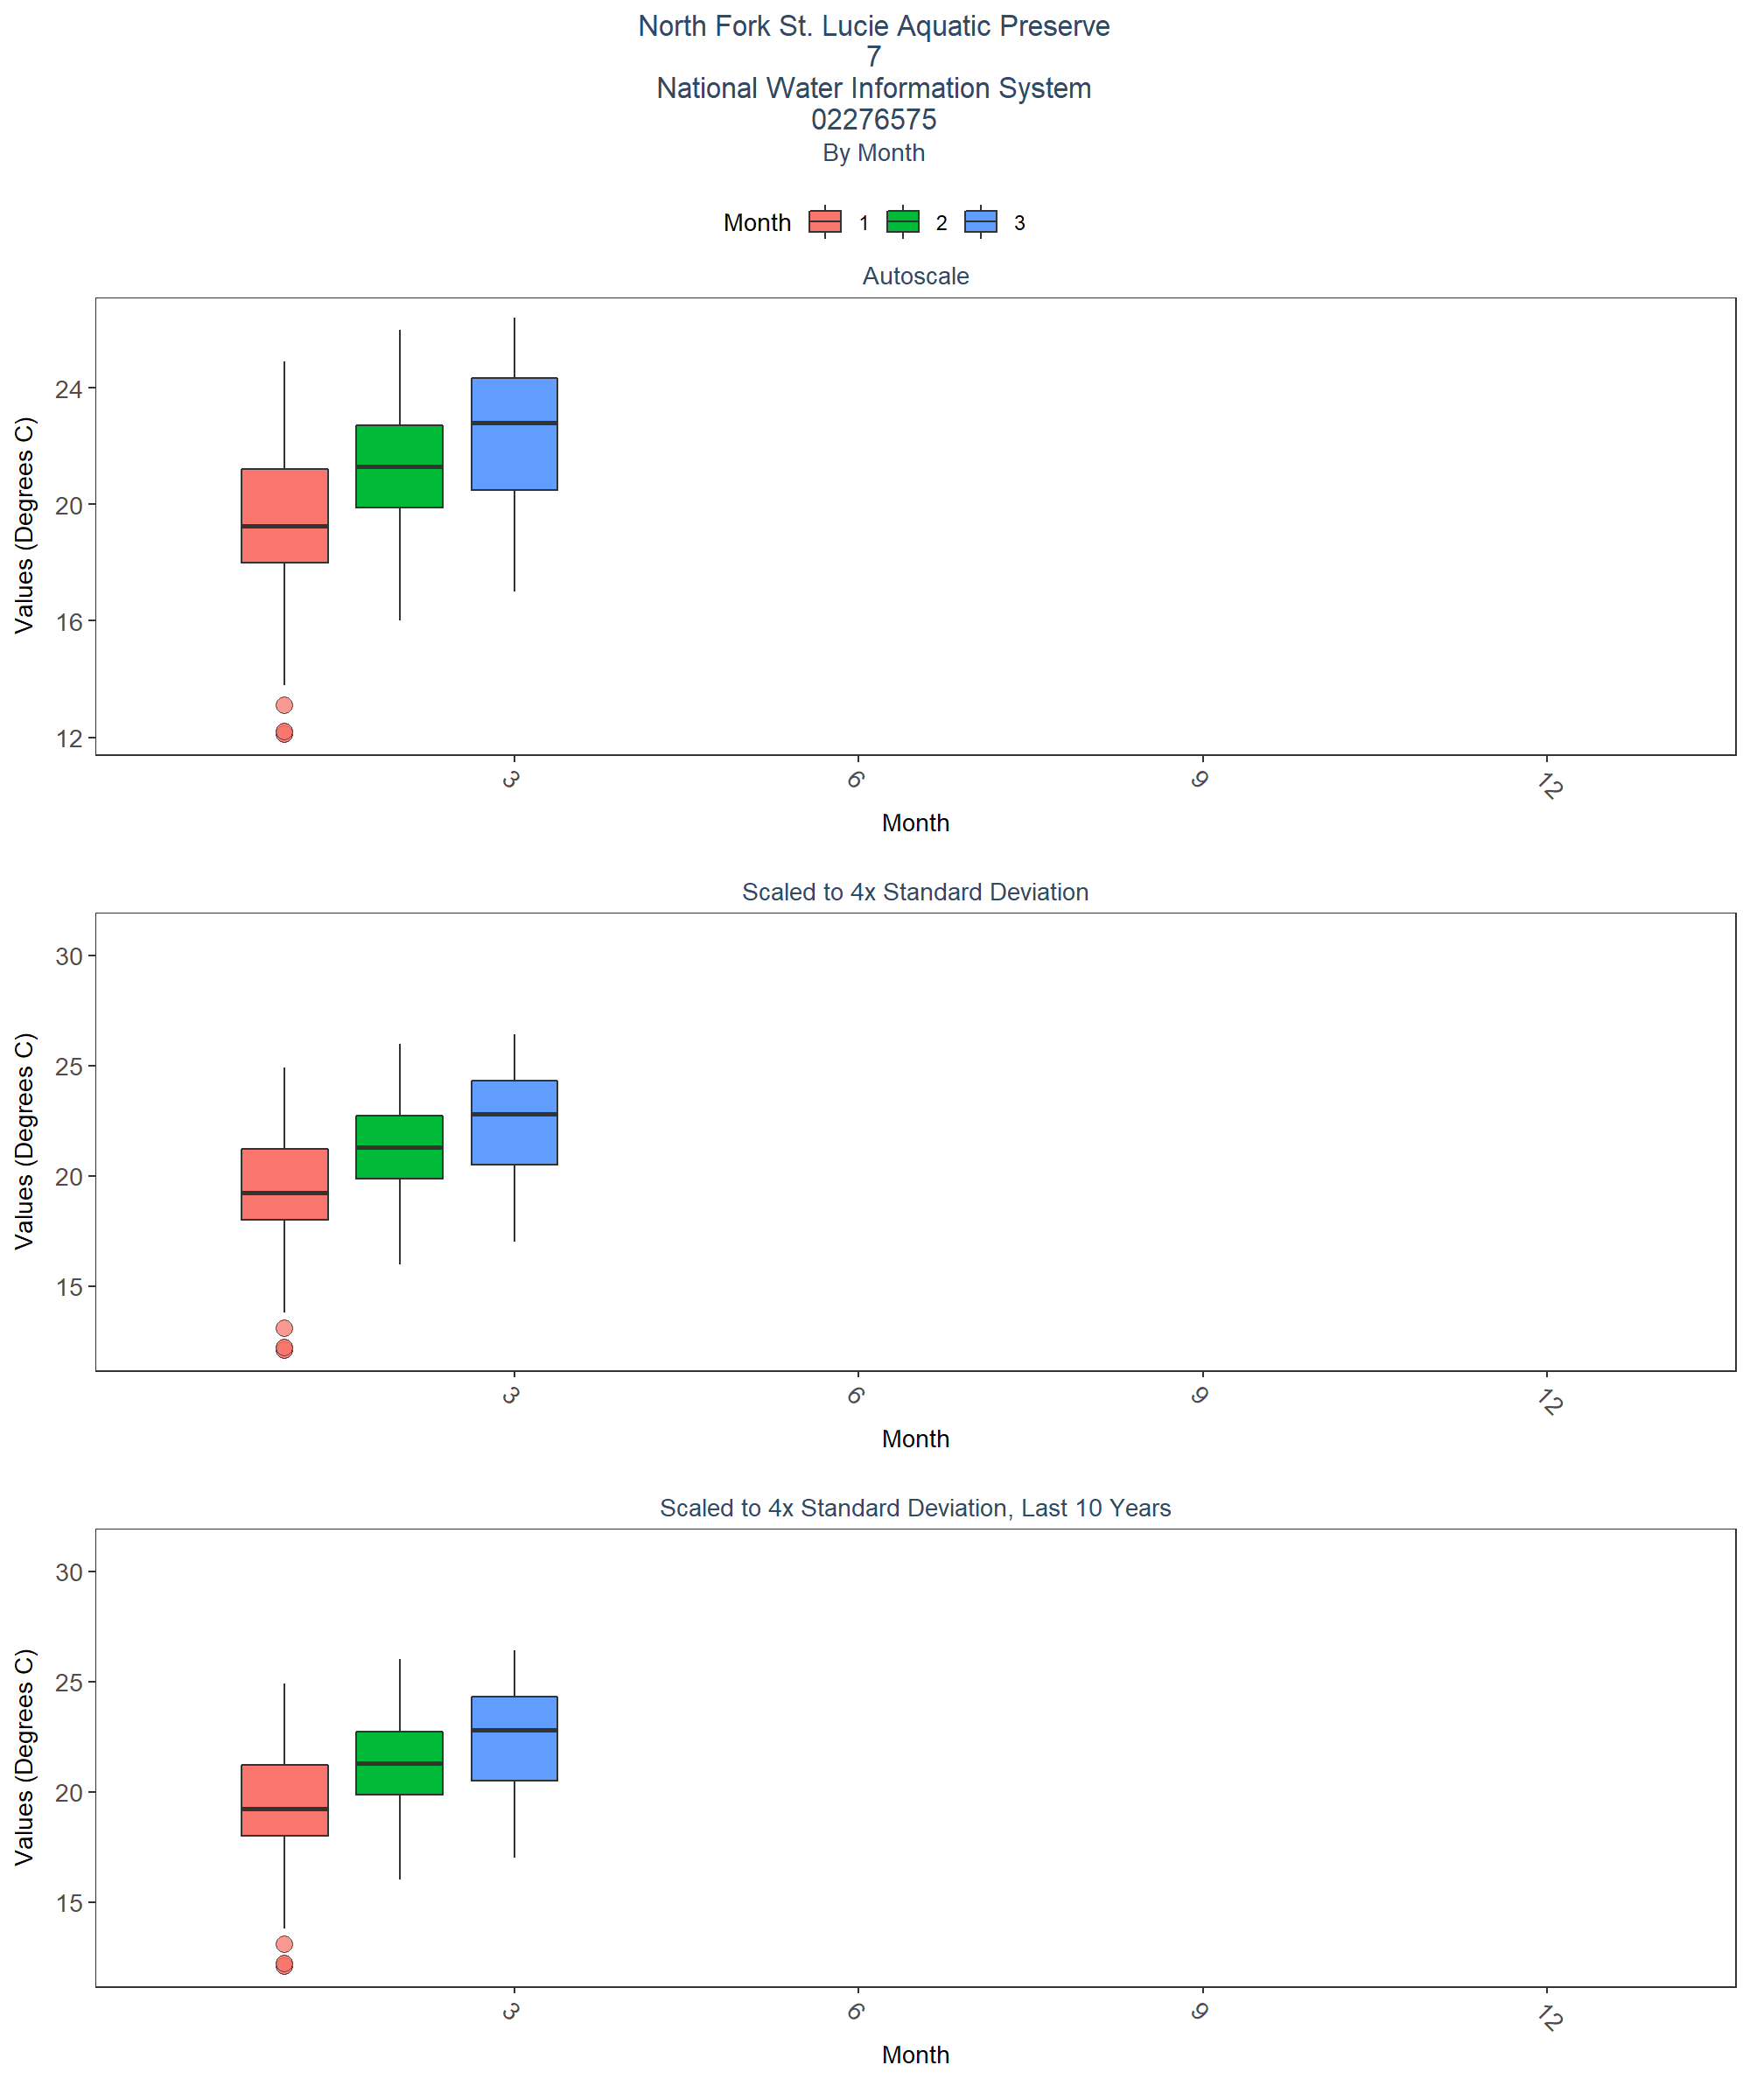 North Fork St. Lucie Aquatic Preserve
7
National Water Information System
02276575
By Month
Month 1 2 3
Autoscale
Values (Degrees C)
24
20
16
12
3 6 9 12
Month
Scaled to 4x Standard Deviation
Values (Degrees C)
30
25
20
15
3 6 9 12
Month
Scaled to 4x Standard Deviation, Last 10 Years
Values (Degrees C)
30
25
20
15
3 6 9 12
Month